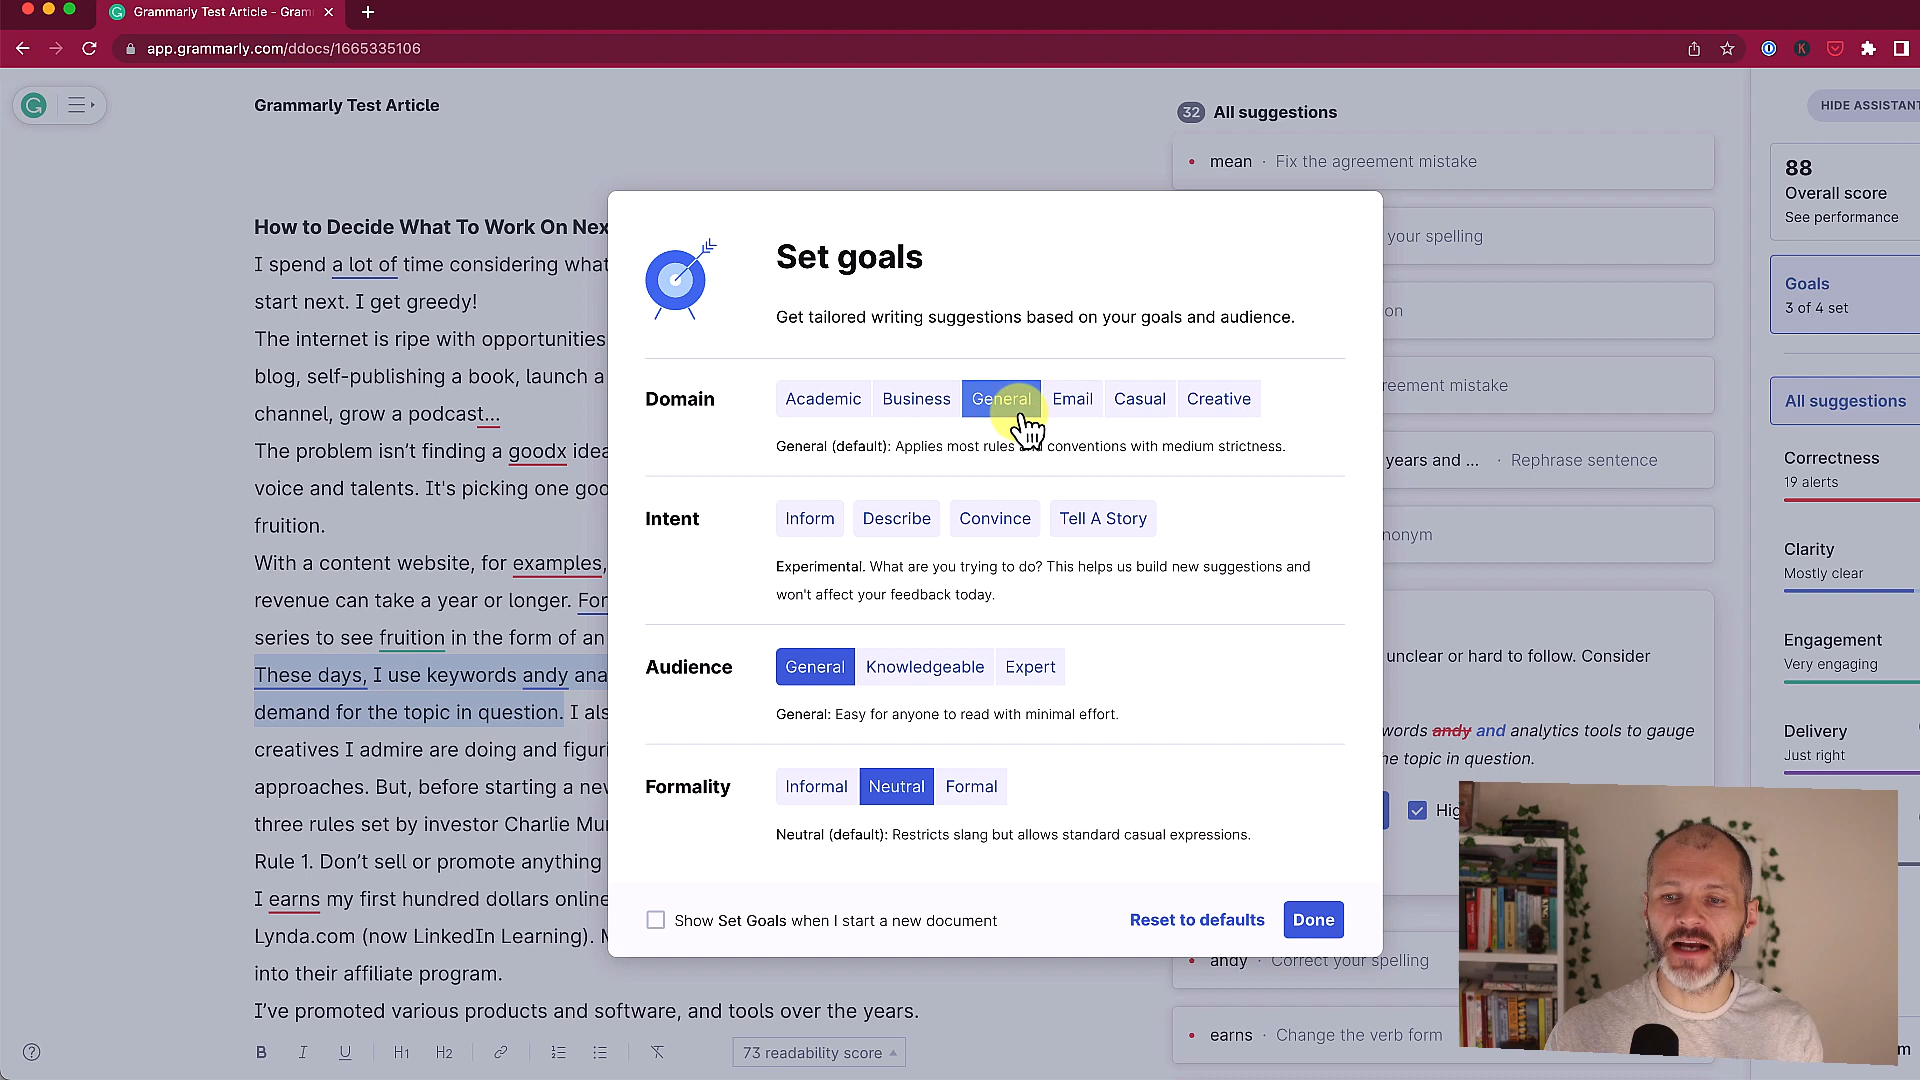 Grammarly Test Article - Gram
app.grammarly.com/ddocs/1665335106
Grammarly Test Article
How to Decide What To Work On Nex
I spend a lot of time considering what
start next. I get greedy!
The internet is ripe with opportunities
blog, self-publishing a book, launch a
channel, grow a podcast...
The problem isn’t finding a goodx idea
voice and talents. It's picking one goo
fruition.
With a content website, for examples,
revenue can take a year or longer. For
series to see fruition in the form of an
These days, I use keywords andy ana
demand for the topic in question. I als
creatives I admire are doing and figuri
approaches. But, before starting a nev
three rules set by investor Charlie Mu
Rule 1. Don’t sell or promote anything
I earns my first hundred dollars online
Lynda.com (now LinkedIn Learning). M
into their affiliate program.
I’ve promoted various products and software, and tools over the years.
B I U H1 H2
73 readability score
Set goals
Get tailored writing suggestions based on your goals and audience.
Domain
Academic Business General Email Casual Creative
General (default): Applies most rules and conventions with medium strictness.
Intent
Inform Describe Convince Tell A Story
Experimental. What are you trying to do? This helps us build new suggestions and
won't affect your feedback today.
Audience
General Knowledgeable Expert
General: Easy for anyone to read with minimal effort.
Formality
Informal Neutral Formal
Neutral (default): Restricts slang but allows standard casual expressions.
Show Set Goals when I start a new document
Reset to defaults
Done
32 All suggestions
mean · Fix the agreement mistake
your spelling
on
reement mistake
years and ... · Rephrase sentence
nonym
unclear or hard to follow. Consider
words andy and analytics tools to gauge
he topic in question.
Hig
andy · Correct your spelling
earns · Change the verb form
HIDE ASSISTANT
88
Overall score
See performance
Goals
3 of 4 set
All suggestions
Correctness
19 alerts
Clarity
Mostly clear
Engagement
Very engaging
Delivery
Just right
m